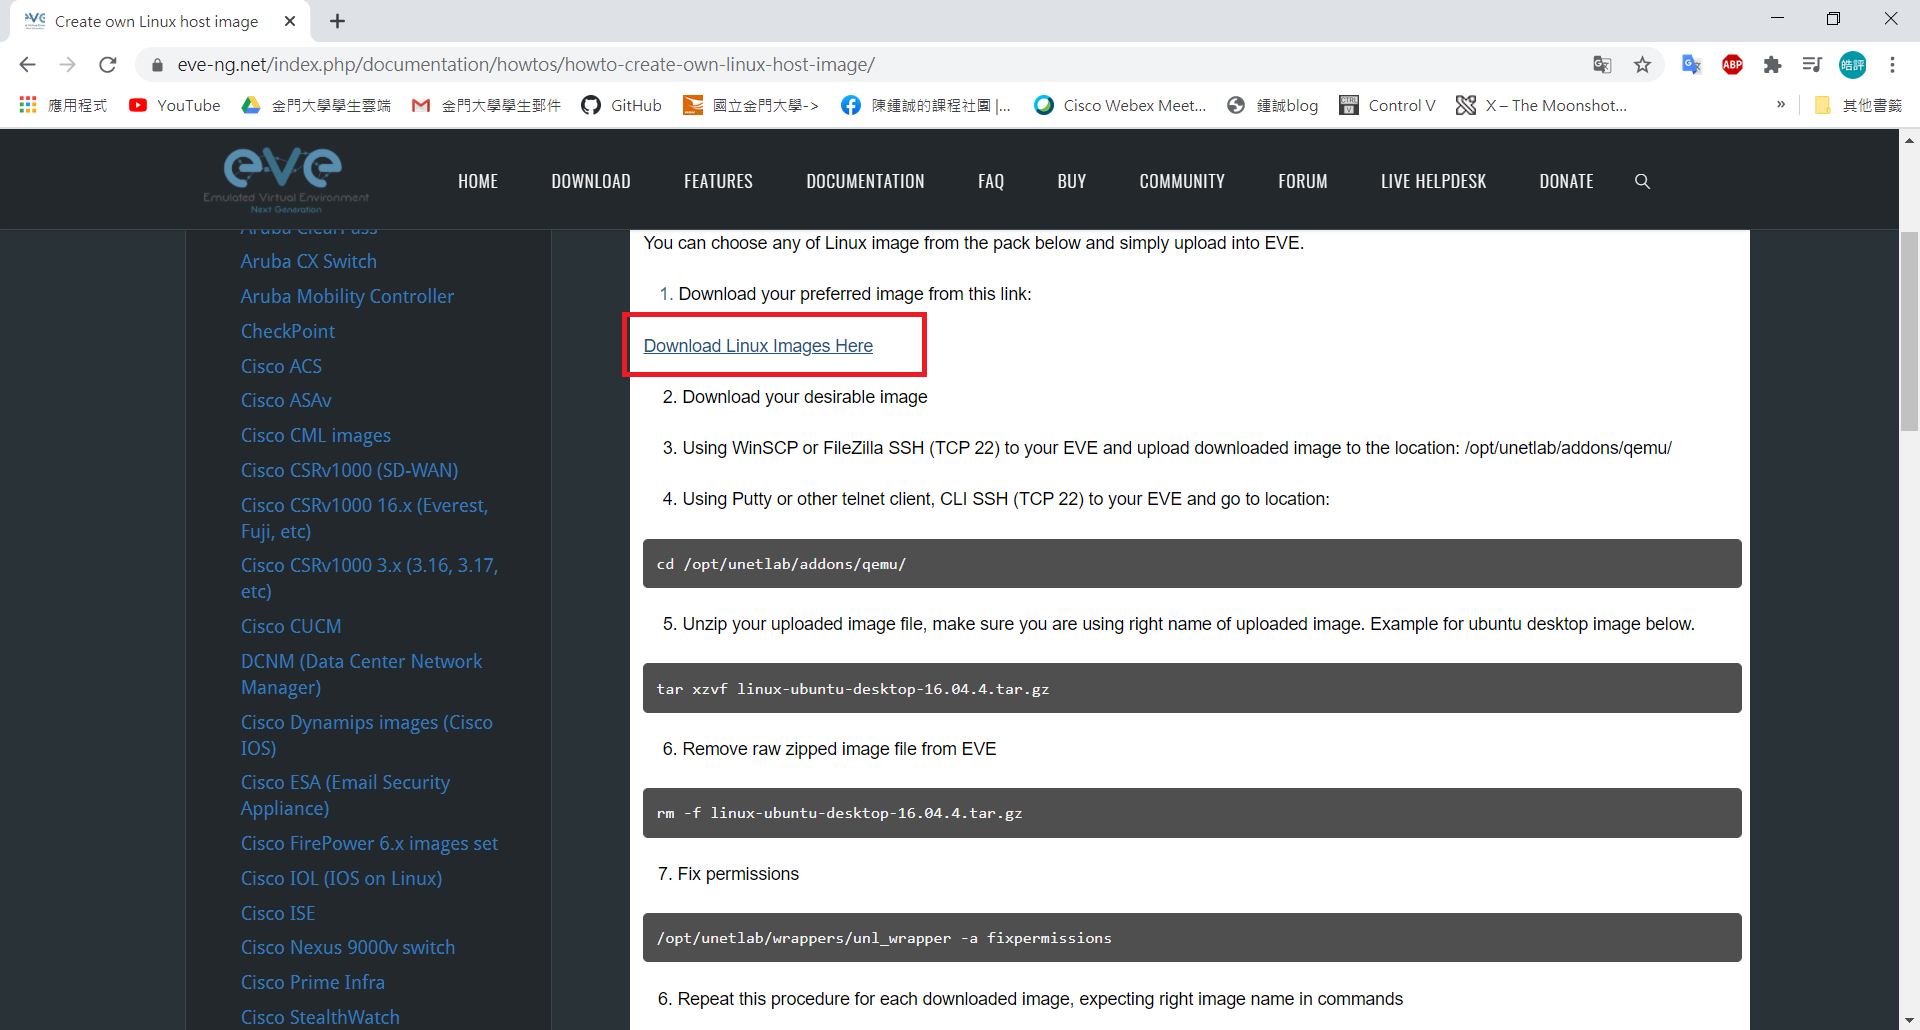 Create own Linux host image
eve-ng.net/index.php/documentation/howtos/howto-create-own-linux-host-image/
ABP
皓評
應用程式
YouTube
金門大學學生雲端
金門大學學生郵件
GitHub
國立金門大學->
陳鍾誠的課程社團 |...
Cisco Webex Meet...
鍾誠blog
CTRL
V
Control V
X – The Moonshot...
»
其他書籤
eve
Emulated Virtual Environment
Next Generation
HOME
DOWNLOAD
FEATURES
DOCUMENTATION
FAQ
BUY
COMMUNITY
FORUM
LIVE HELPDESK
DONATE
Aruba ClearPass
Aruba CX Switch
Aruba Mobility Controller
CheckPoint
Cisco ACS
Cisco ASAv
Cisco CML images
Cisco CSRv1000 (SD-WAN)
Cisco CSRv1000 16.x (Everest,
Fuji, etc)
Cisco CSRv1000 3.x (3.16, 3.17,
etc)
Cisco CUCM
DCNM (Data Center Network
Manager)
Cisco Dynamips images (Cisco
IOS)
Cisco ESA (Email Security
Appliance)
Cisco FirePower 6.x images set
Cisco IOL (IOS on Linux)
Cisco ISE
Cisco Nexus 9000v switch
Cisco Prime Infra
Cisco StealthWatch
You can choose any of Linux image from the pack below and simply upload into EVE.
1. Download your preferred image from this link:
Download Linux Images Here
2. Download your desirable image
3. Using WinSCP or FileZilla SSH (TCP 22) to your EVE and upload downloaded image to the location: /opt/unetlab/addons/qemu/
4. Using Putty or other telnet client, CLI SSH (TCP 22) to your EVE and go to location:
cd /opt/unetlab/addons/qemu/
5. Unzip your uploaded image file, make sure you are using right name of uploaded image. Example for ubuntu desktop image below.
tar xzvf linux-ubuntu-desktop-16.04.4.tar.gz
6. Remove raw zipped image file from EVE
rm -f linux-ubuntu-desktop-16.04.4.tar.gz
7. Fix permissions
/opt/unetlab/wrappers/unl_wrapper -a fixpermissions
6. Repeat this procedure for each downloaded image, expecting right image name in commands